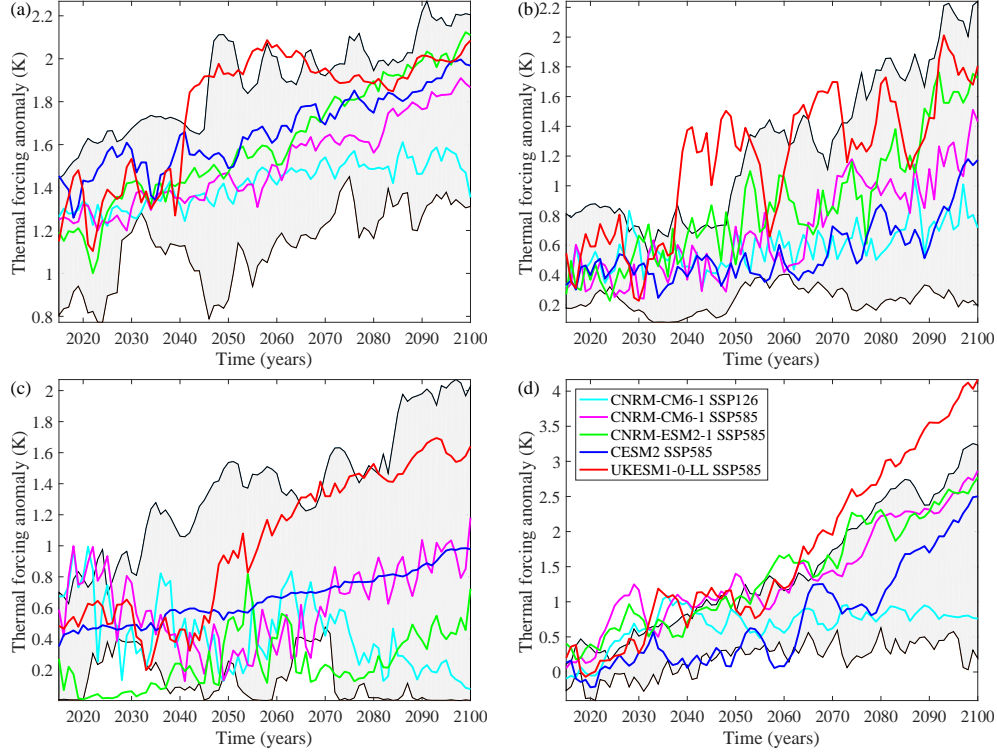 (a)
2.2
2
1.8
1.6
1.4
1.2
1
0.8
Thermal forcing anomaly (K)
2020 2030 2040 2050 2060 2070 2080 2090 2100
Time (years)
(b)
2.2
2
1.8
1.6
1.4
1.2
1
0.8
0.6
0.4
0.2
Thermal forcing anomaly (K)
2020 2030 2040 2050 2060 2070 2080 2090 2100
Time (years)
(c)
2
1.8
1.6
1.4
1.2
1
0.8
0.6
0.4
0.2
Thermal forcing anomaly (K)
2020 2030 2040 2050 2060 2070 2080 2090 2100
Time (years)
(d)
4
3.5
3
2.5
2
1.5
1
0.5
0
Thermal forcing anomaly (K)
CNRM-CM6-1 SSP126
CNRM-CM6-1 SSP585
CNRM-ESM2-1 SSP585
CESM2 SSP585
UKESM1-0-LL SSP585
2020 2030 2040 2050 2060 2070 2080 2090 2100
Time (years)